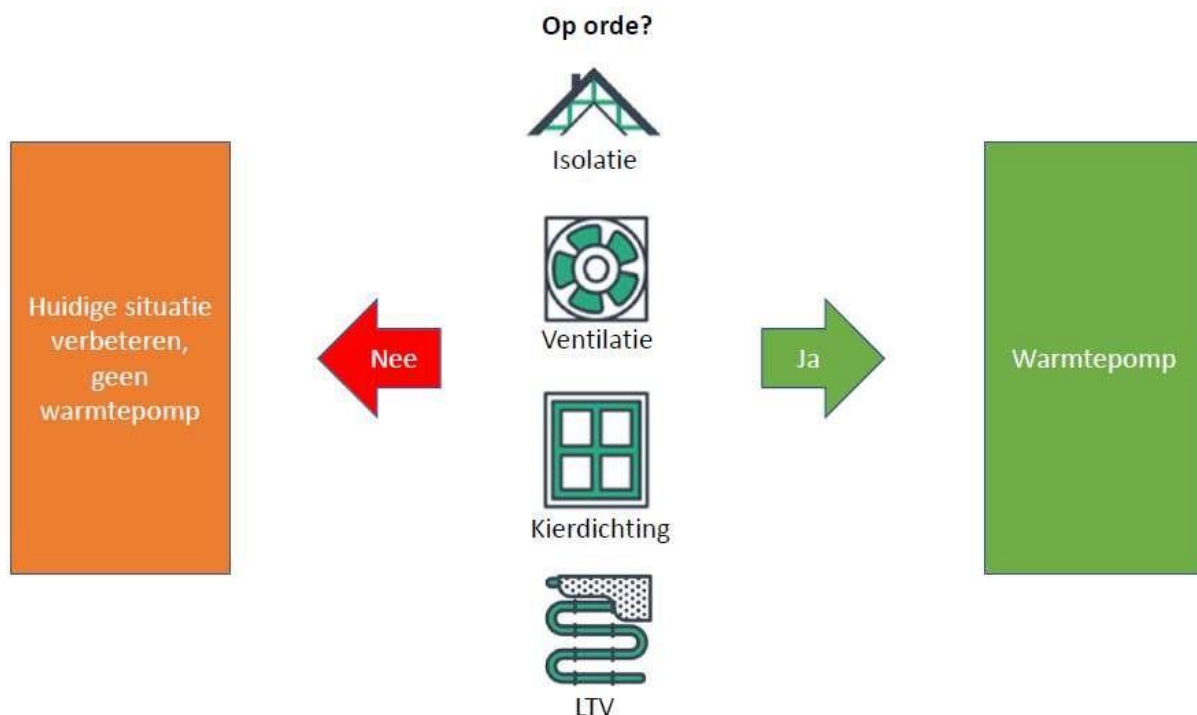 Op orde?
Isolatie
Ventilatie
Kierdichting
LTV
Huidige situatie
verbeteren,
geen
warmtepomp
Nee
Ja
Warmtepomp